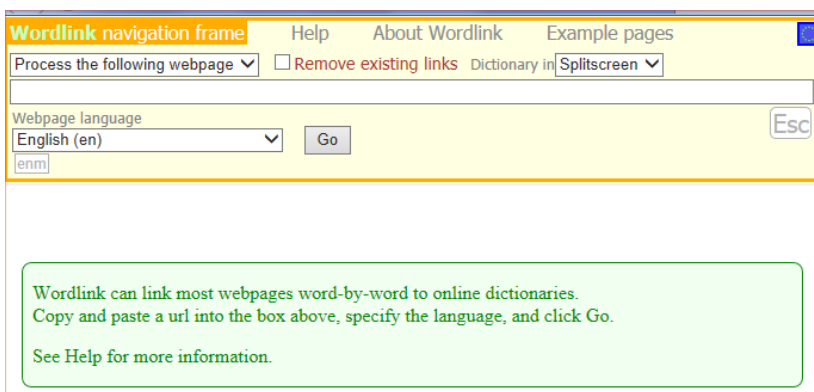 Wordlink navigation frame Help About Wordlink Example pages
Process the following webpage Remove existing links Dictionary in Splitscreen
Webpage language
Esc
English (en) Go
enm
Wordlink can link most webpages word-by-word to online dictionaries.
Copy and paste a url into the box above, specify the language, and click Go.
See Help for more information.